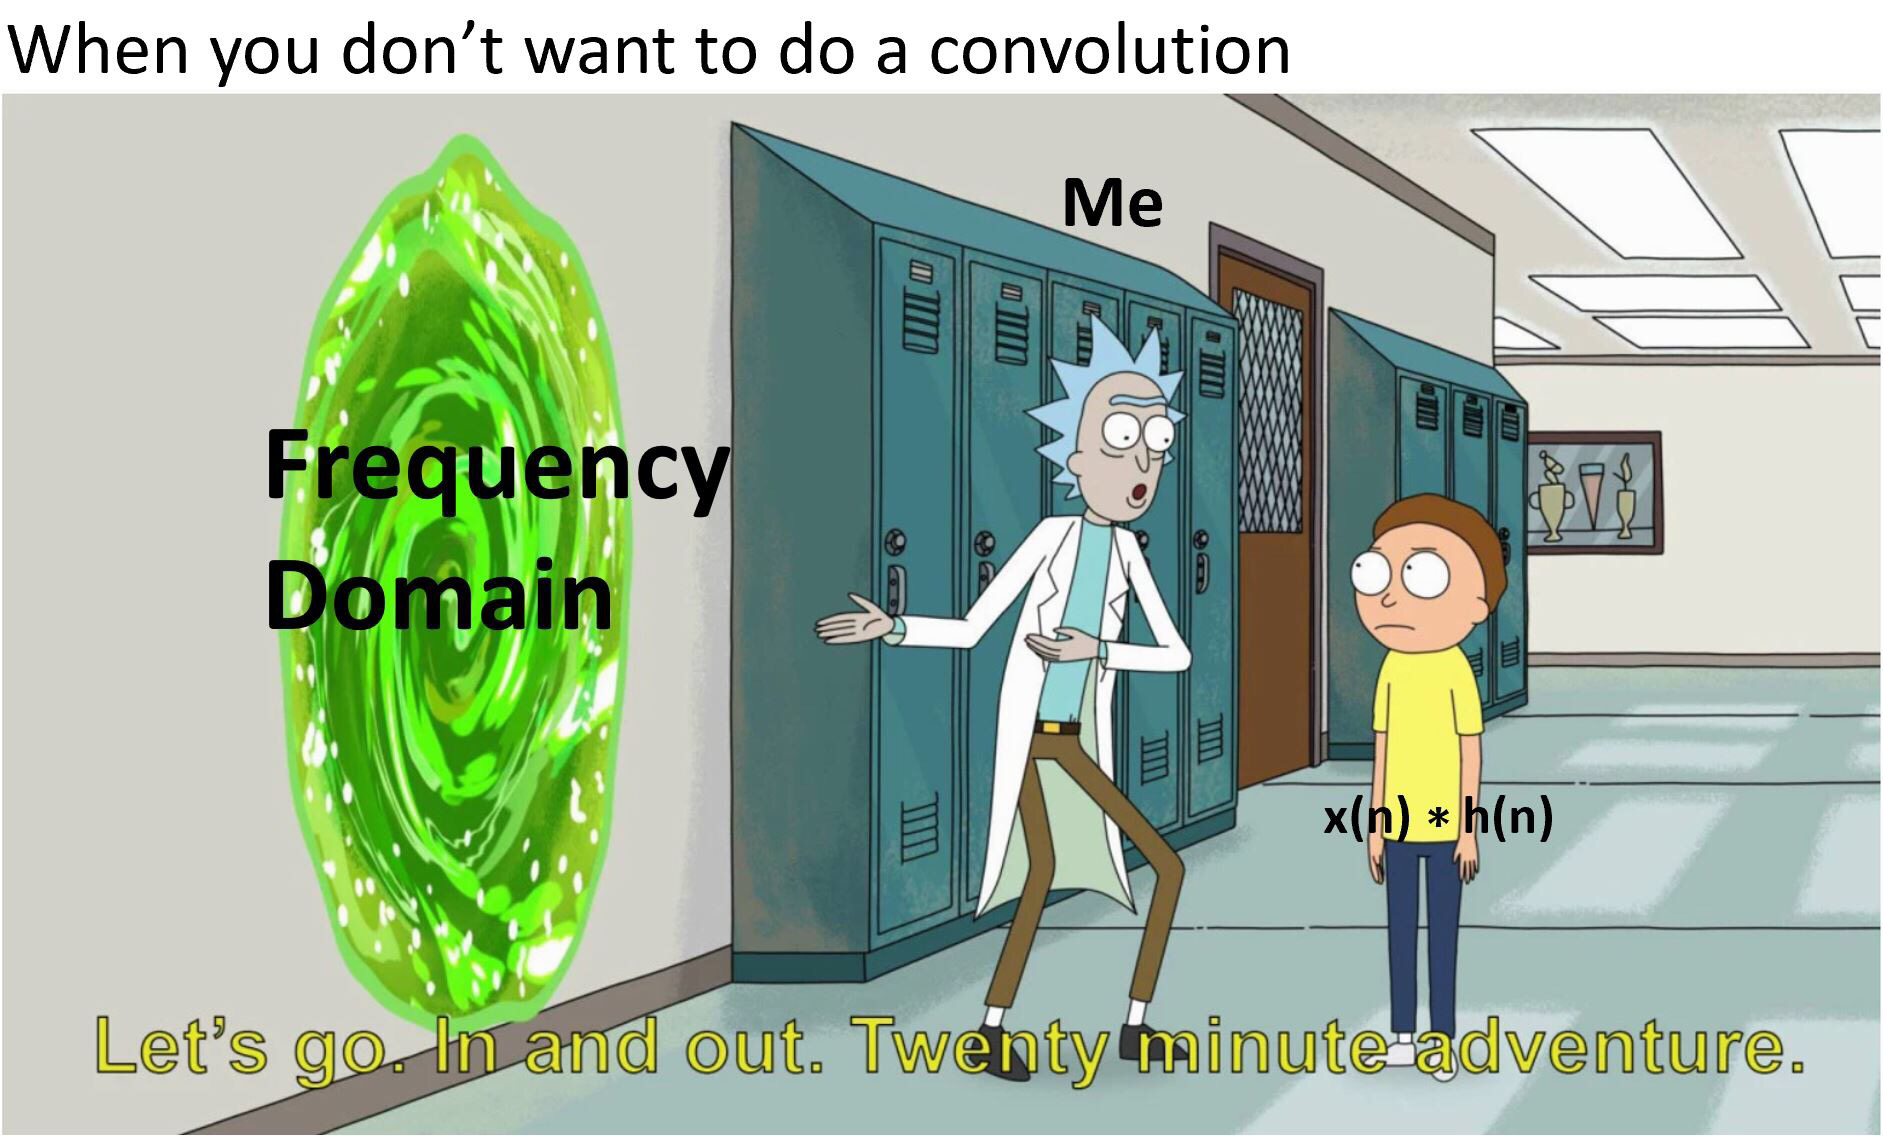 When you don’t want to do a convolution
Me
Frequency
Domain
x(n) * h(n)
Let’s go. In and out. Twenty minute adventure.